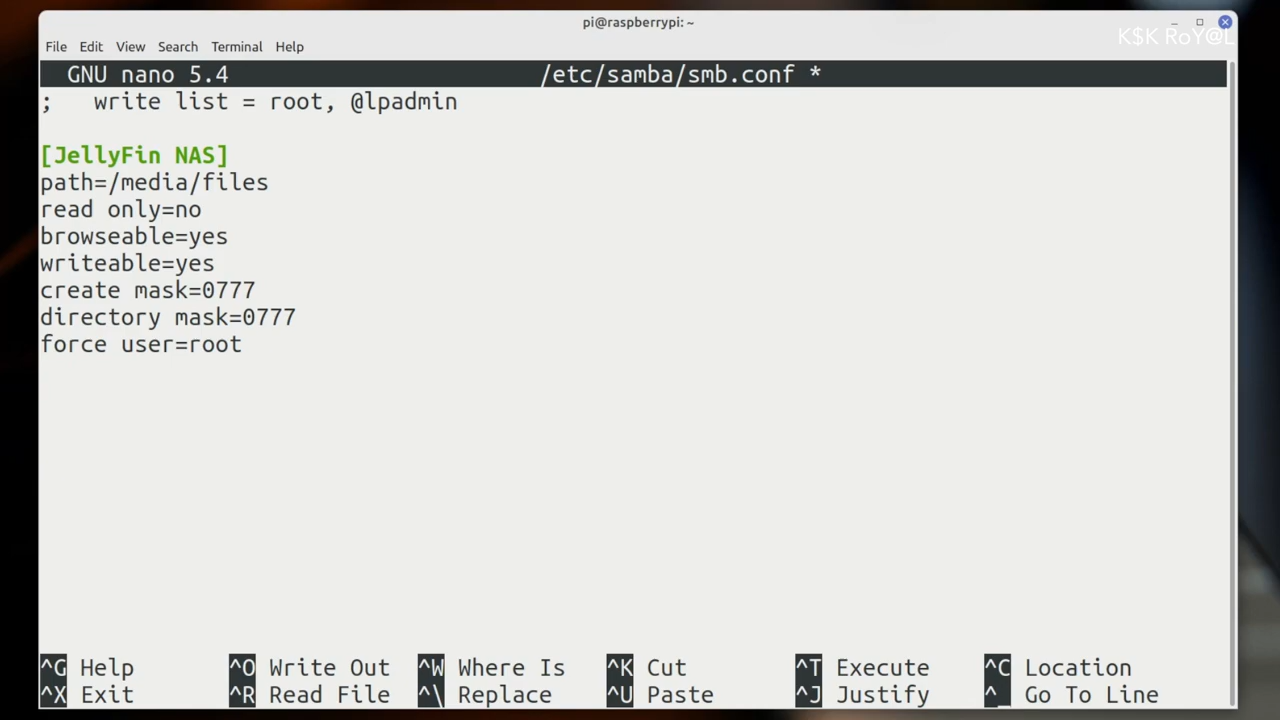 pi@raspberrypi: ~
K$K RoY@L
File Edit View Search Terminal Help
GNU nano 5.4 /etc/samba/smb.conf *
; write list = root, @lpadmin
[JellyFin NAS]
path=/media/files
read only=no
browseable=yes
writeable=yes
create mask=0777
directory mask=0777
force user=root
^G Help ^O Write Out ^W Where Is ^K Cut ^T Execute ^C Location
^X Exit ^R Read File ^\ Replace ^U Paste ^J Justify ^_ Go To Line